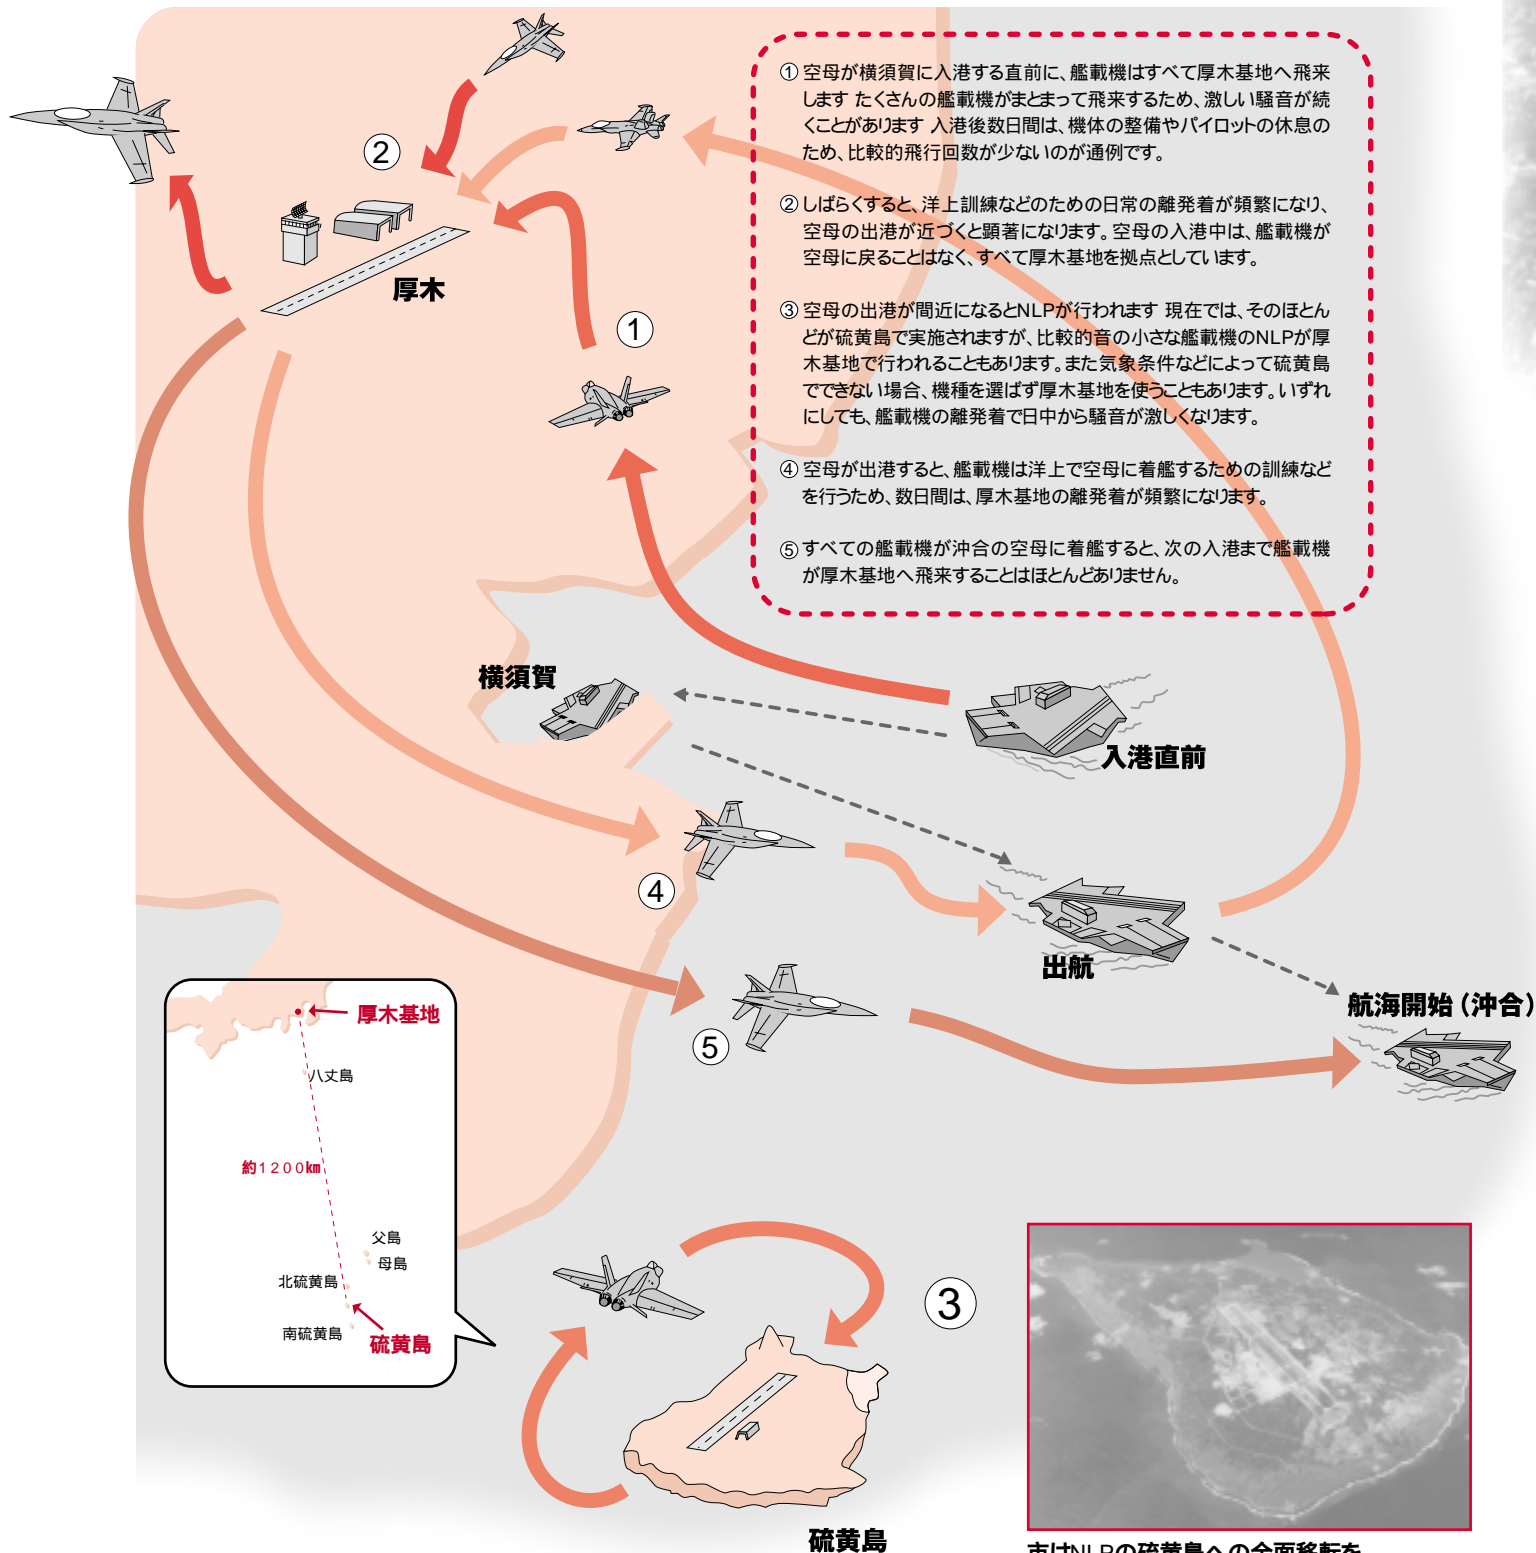 ① 空母が横須賀に入港する直前に、艦載機はすべて厚木基地へ飛来
します たくさんの艦載機がまとまって飛来するため、激しい騒音が続
くことがあります 入港後数日間は、機体の整備やパイロットの休息の
ため、比較的飛行回数が少ないのが通例です。
② しばらくすると、洋上訓練などのための日常の離発着が頻繁になり、
空母の出港が近づくと顕著になります。空母の入港中は、艦載機が
空母に戻ることはなく、すべて厚木基地を拠点としています。
③ 空母の出港が間近になるとNLPが行われます 現在では、そのほとん
どが硫黄島で実施されますが、比較的音の小さな艦載機のNLPが厚
木基地で行われることもあります。また気象条件などによって硫黄島
でできない場合、機種を選ばず厚木基地を使うこともあります。いずれ
にしても、艦載機の離発着で日中から騒音が激しくなります。
④ 空母が出港すると、艦載機は洋上で空母に着艦するための訓練など
を行うため、数日間は、厚木基地の離発着が頻繁になります。
⑤ すべての艦載機が沖合の空母に着艦すると、次の入港まで艦載機
が厚木基地へ飛来することはほとんどありません。
②
厚木
①
横須賀
入港直前
④
出航
航海開始（沖合）
⑤
厚木基地
八丈島
約1200km
父島
母島
北硫黄島
南硫黄島
硫黄島
③
硫黄島
市はNLPの硫黄島への全面移転を